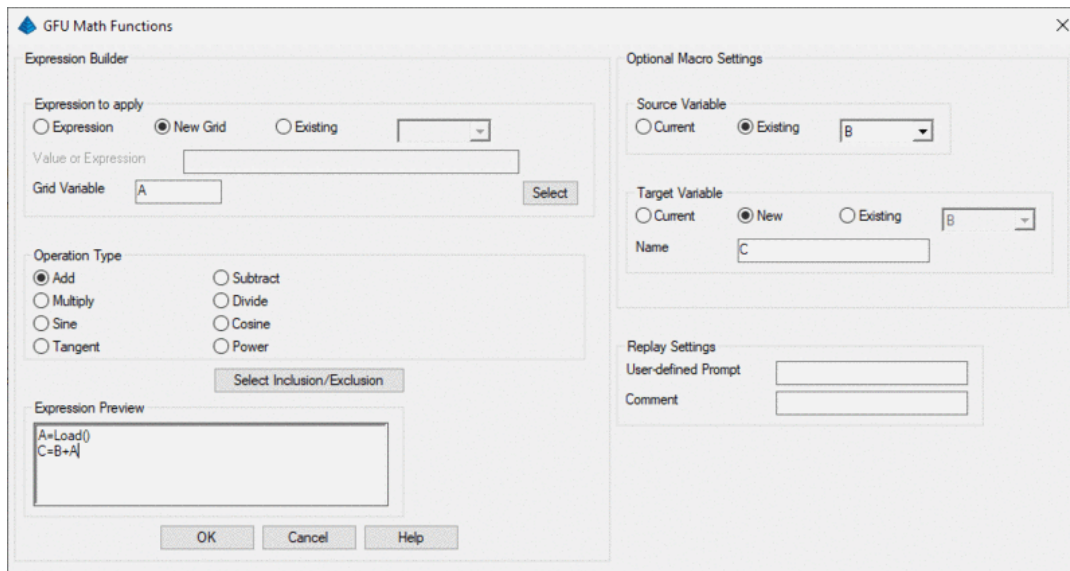 GFU Math Functions
Expression Builder
Expression to apply
Expression New Grid Existing
Value or Expression
Grid Variable A Select
Operation Type
Add Subtract
Multiply Divide
Sine Cosine
Tangent Power
Select Inclusion/Exclusion
Expression Preview
A=Load()
C=B+A
OK Cancel Help
Optional Macro Settings
Source Variable
Current Existing B
Target Variable
Current New Existing B
Name C
Replay Settings
User-defined Prompt
Comment